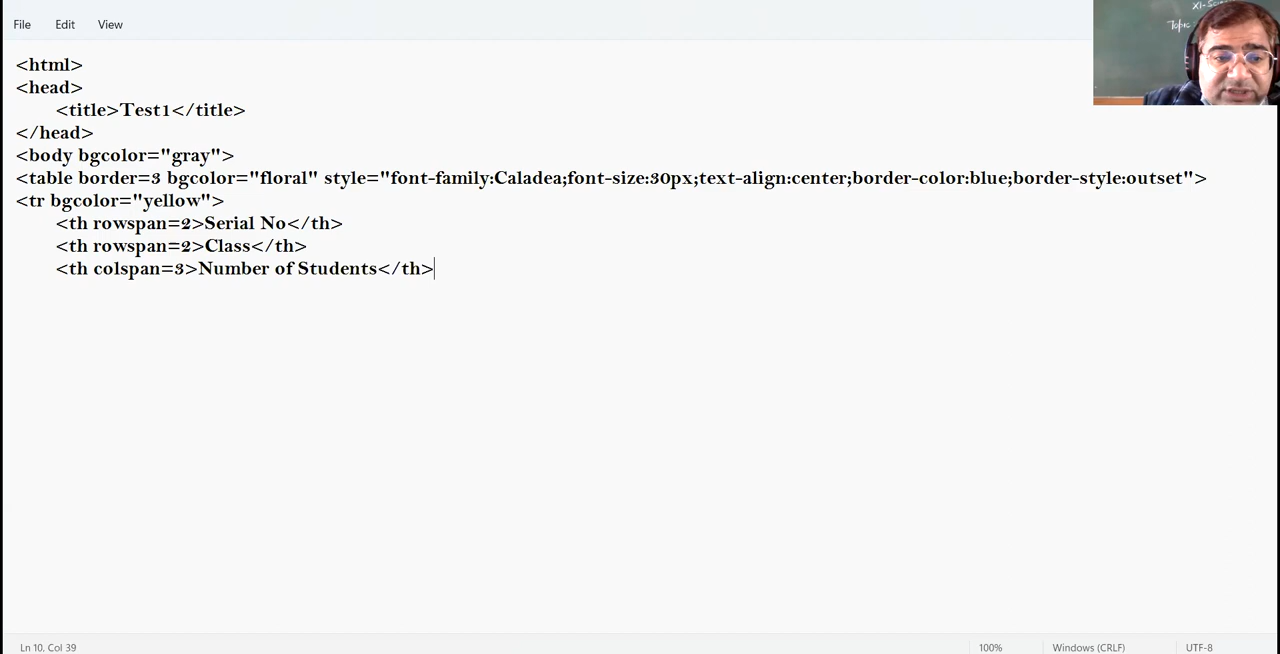 File Edit View
XI-
Topic
<html>
<head>
<title>Test1</title>
</head>
<body bgcolor="gray">
<table border=3 bgcolor="floral" style="font-family:Caladea;font-size:30px;text-align:center;border-color:blue;border-style:outset">
<tr bgcolor="yellow">
<th rowspan=2>Serial No</th>
<th rowspan=2>Class</th>
<th colspan=3>Number of Students</th>
Ln 10, Col 39 100% Windows (CRLF) UTF-8